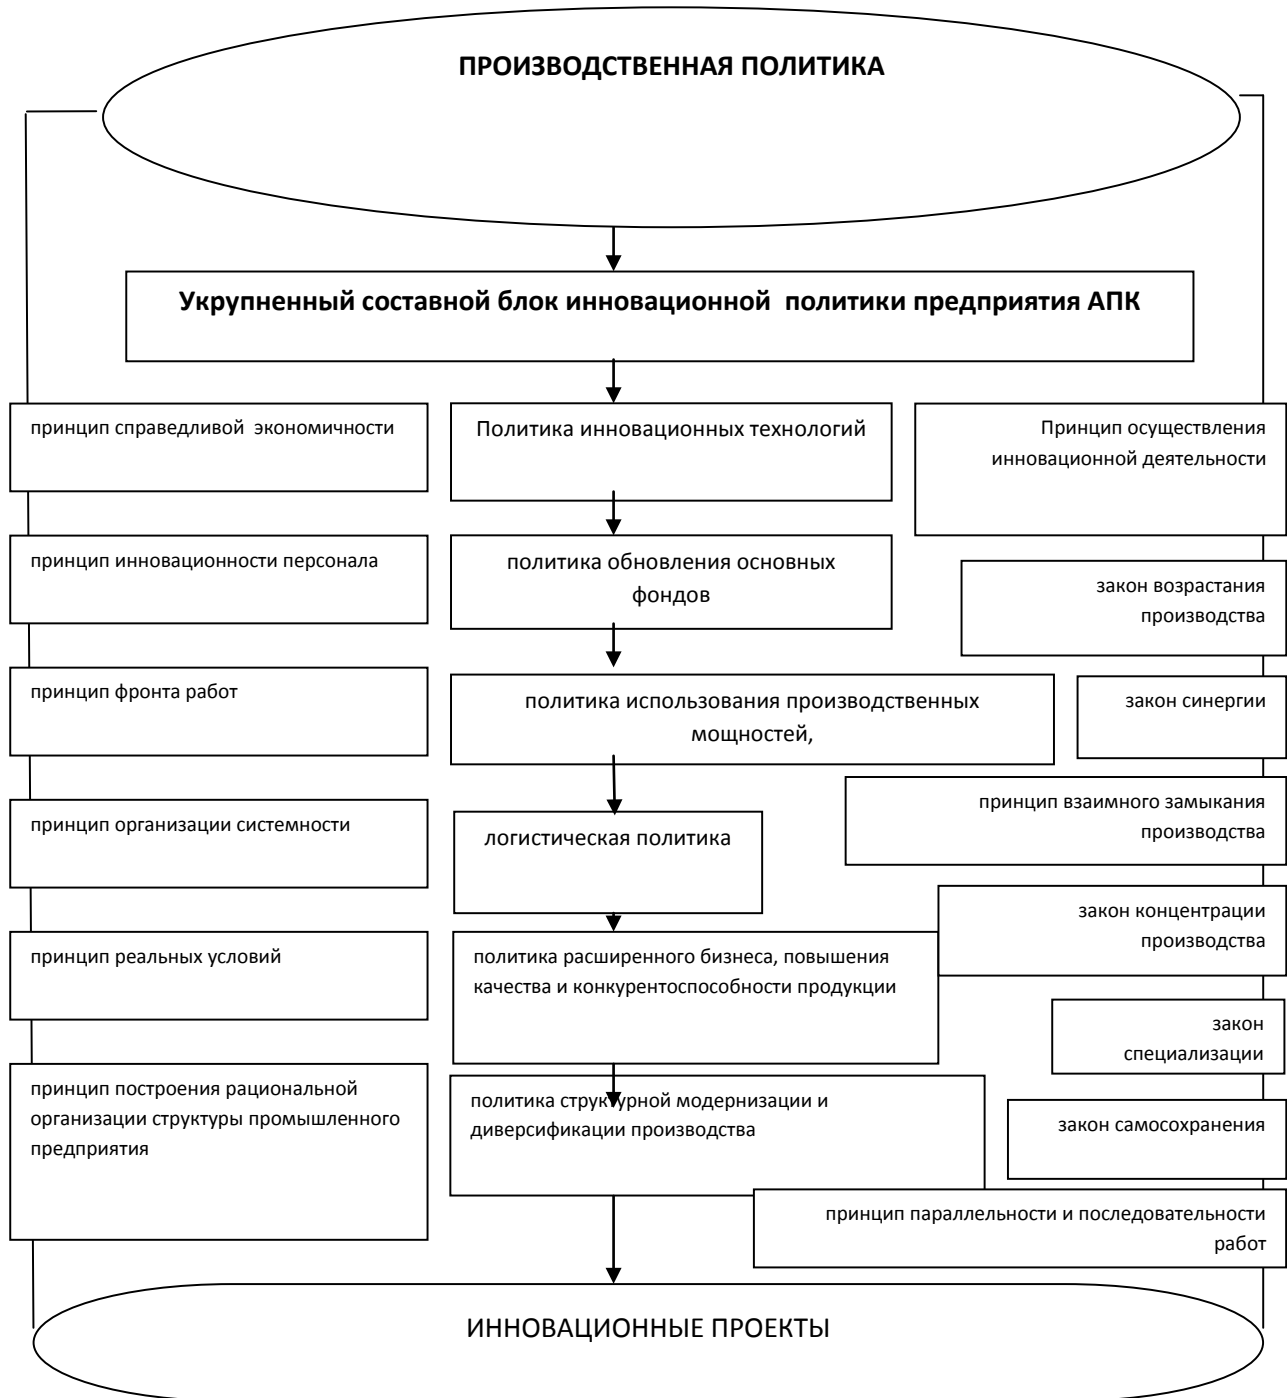 ПРОИЗВОДСТВЕННАЯ ПОЛИТИКА
Укрупненный составной блок инновационной политики предприятия АПК
принцип справедливой экономичности
принцип инновационности персонала
принцип фронта работ
принцип организации системности
принцип реальных условий
принцип построения рациональной
организации структуры промышленного
предприятия
Политика инновационных технологий
политика обновления основных
фондов
политика использования производственных
мощностей,
логистическая политика
политика расширенного бизнеса, повышения
качества и конкурентоспособности продукции
политика структурной модернизации и
диверсификации производства
Принцип осуществления
инновационной деятельности
закон возрастания
производства
закон синергии
принцип взаимного замыкания
производства
закон концентрации
производства
закон
специализации
закон самосохранения
принцип параллельности и последовательности
работ
ИННОВАЦИОННЫЕ ПРОЕКТЫ